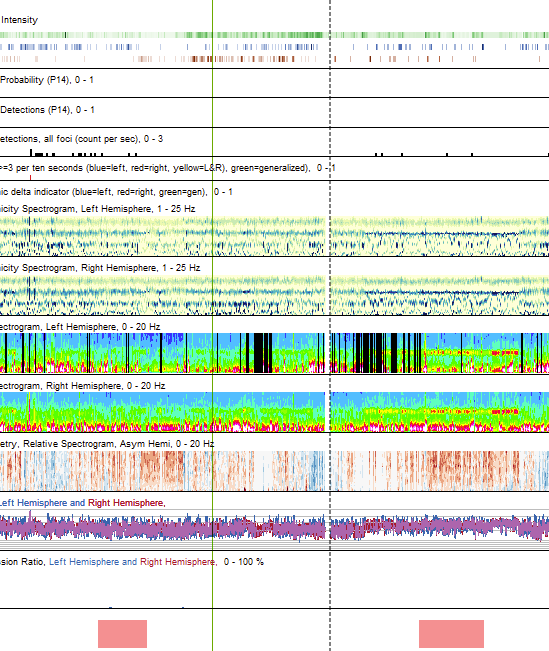 Intensity
Probability (P14), 0 - 1
Detections (P14), 0 - 1
etections, all foci (count per sec), 0 - 3
>=3 per ten seconds (blue=left, red=right, yellow=L&R), green=generalized), 0 - 1
ic delta indicator (blue=left, red=right, green=gen), 0 - 1
icity Spectrogram, Left Hemisphere, 1 - 25 Hz
icity Spectrogram, Right Hemisphere, 1 - 25 Hz
ectrogram, Left Hemisphere, 0 - 20 Hz
ectrogram, Right Hemisphere, 0 - 20 Hz
etry, Relative Spectrogram, Asym Hemi, 0 - 20 Hz
Left Hemisphere and Right Hemisphere,
ssion Ratio, Left Hemisphere and Right Hemisphere, 0 - 100 %